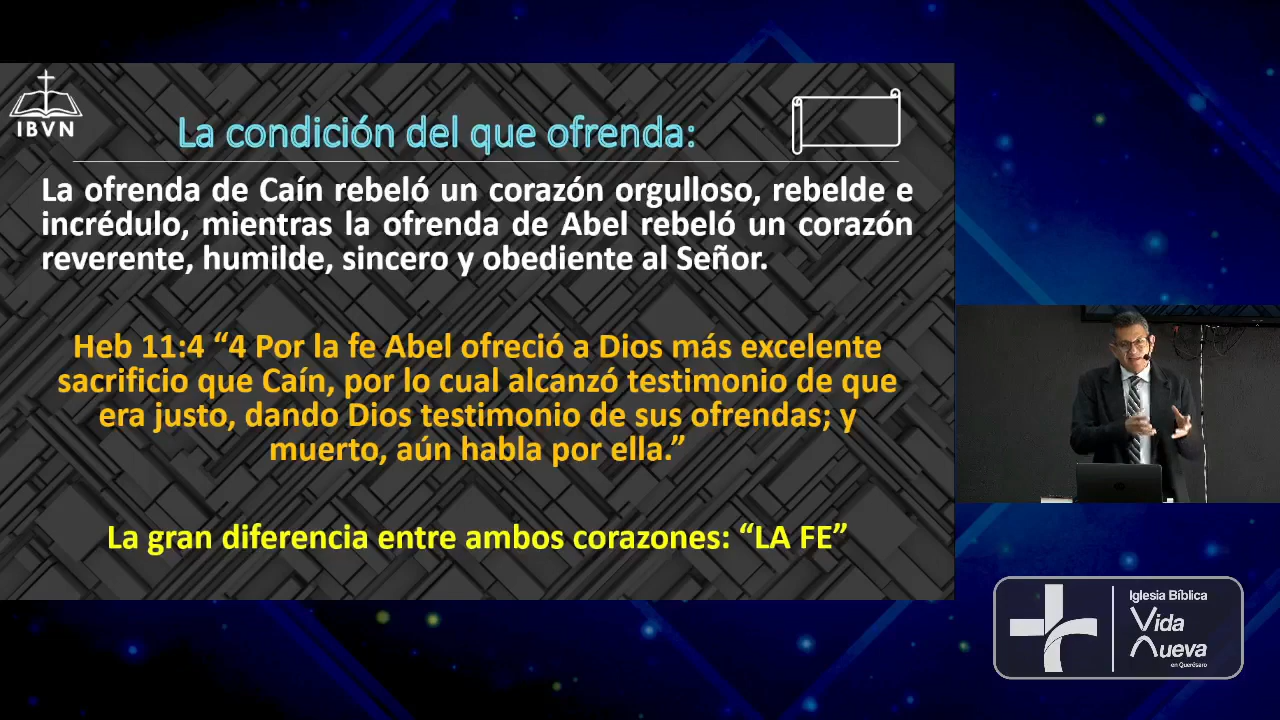 IBVN
La condición del que ofrenda:
La ofrenda de Caín rebeló un corazón orgulloso, rebelde e
incrédulo, mientras la ofrenda de Abel rebeló un corazón
reverente, humilde, sincero y obediente al Señor.
Heb 11:4 “4 Por la fe Abel ofreció a Dios más excelente
sacrificio que Caín, por lo cual alcanzó testimonio de que
era justo, dando Dios testimonio de sus ofrendas; y
muerto, aún habla por ella.”
La gran diferencia entre ambos corazones: “LA FE”
Iglesia Bíblica
Vida
Nueva
en Querétaro